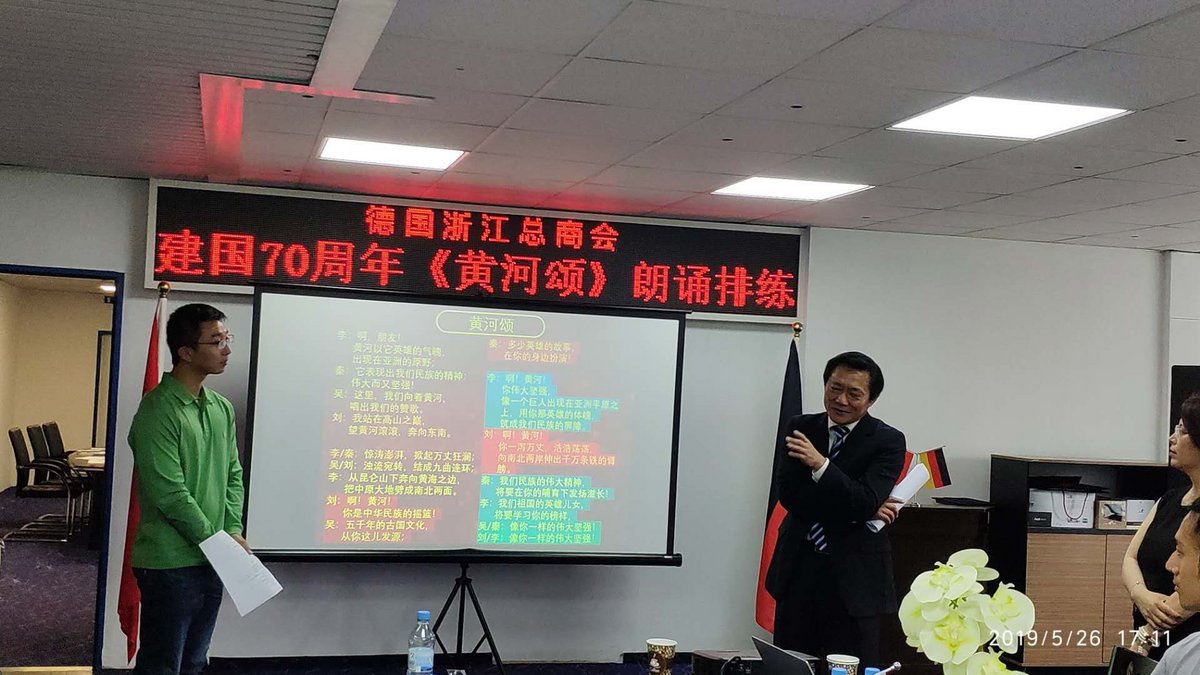 德国浙江总商会
建国70周年《黄河颂》朗诵排练
黄河颂
李：啊，朋友！
黄河以它英雄的气魄，
出现在亚洲的原野；
秦：它表现出我们民族的精神：
伟大而又坚强！
吴：这里，我们向着黄河，
唱出我们的赞歌。
刘：我站在高山之巅，
望黄河滚滚，奔向东南。
李/秦：惊涛澎湃，掀起万丈狂澜；
吴/刘：浊流宛转，结成九曲连环；
李：从昆仑山下奔向黄海之边，
把中原大地劈成南北两面。
刘：啊！黄河！
你是中华民族的摇篮！
吴：五千年的古国文化，
从你这儿发源；
秦：多少英雄的故事，
在你的身边扮演！
李：啊！黄河！
你伟大坚强，
像一个巨人出现在亚洲平原之
上，用你那英雄的体魄，
筑成我们民族的屏障。
刘：啊！黄河！
你一泻万丈，浩浩荡荡，
向南北两岸伸出千万条铁的臂
膀。
秦：我们民族的伟大精神，
将要在你的哺育下发扬滋长！
李：我们祖国的英雄儿女，
将要学习你的榜样，
吴/秦：像你一样的伟大坚强！
刘/李：像你一样的伟大坚强！
2019/5/26 17:11